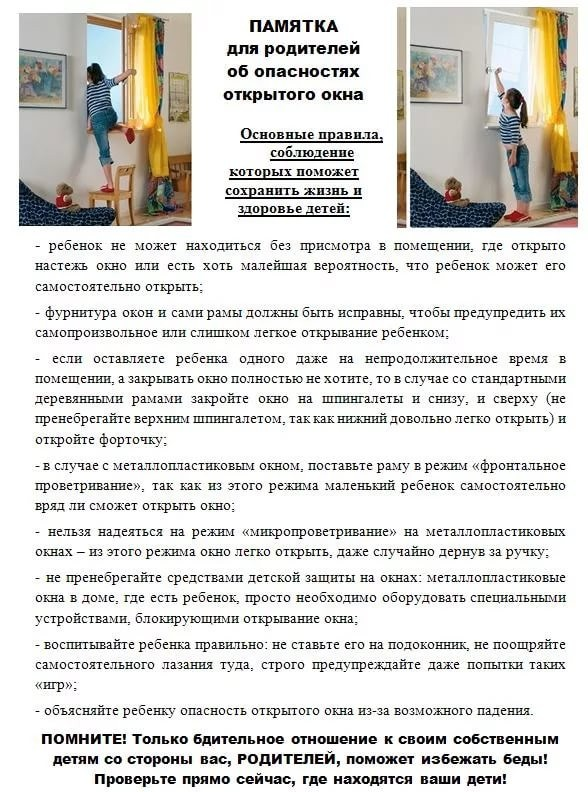 ПАМЯТКА
для родителей
об опасностях
открытого окна
Основные правила,
соблюдение
которых поможет
сохранить жизнь и
здоровье детей:
- ребенок не может находиться без присмотра в помещении, где открыто
настежь окно или есть хоть малейшая вероятность, что ребенок может его
самостоятельно открыть;
- фурнитура окон и сами рамы должны быть исправны, чтобы предупредить их
самопроизвольное или слишком легкое открывание ребенком;
- если оставляете ребенка одного даже на непродолжительное время в
помещении, а закрывать окно полностью не хотите, то в случае со стандартными
деревянными рамами закройте окно на шпингалеты и снизу, и сверху (не
пренебрегайте верхним шпингалетом, так как нижний довольно легко открыть) и
откройте форточку;
- в случае с металлопластиковым окном, поставьте раму в режим «фронтальное
проветривание», так как из этого режима маленький ребенок самостоятельно
вряд ли сможет открыть окно;
- нельзя надеяться на режим «микропроветривание» на металлопластиковых
окнах – из этого режима окно легко открыть, даже случайно дернув за ручку;
- не пренебрегайте средствами детской защиты на окнах: металлопластиковые
окна в доме, где есть ребенок, просто необходимо оборудовать специальными
устройствами, блокирующими открывание окна;
- воспитывайте ребенка правильно: не ставьте его на подоконник, не поощряйте
самостоятельного лазания туда, строго предупреждайте даже попытки таких
«игр»;
- объясняйте ребенку опасность открытого окна из-за возможного падения.
ПОМНИТЕ! Только бдительное отношение к своим собственным
детям со стороны вас, РОДИТЕЛЕЙ, поможет избежать беды!
Проверьте прямо сейчас, где находятся ваши дети!